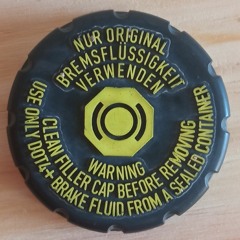 NUR ORIGINAL
BREMSFLÜSSIGKEIT
VERWENDEN
WARNING
CLEAN FILLER CAP BEFORE REMOVING
USE ONLY DOT4+ BRAKE FLUID FROM A SEALED CONTAINER